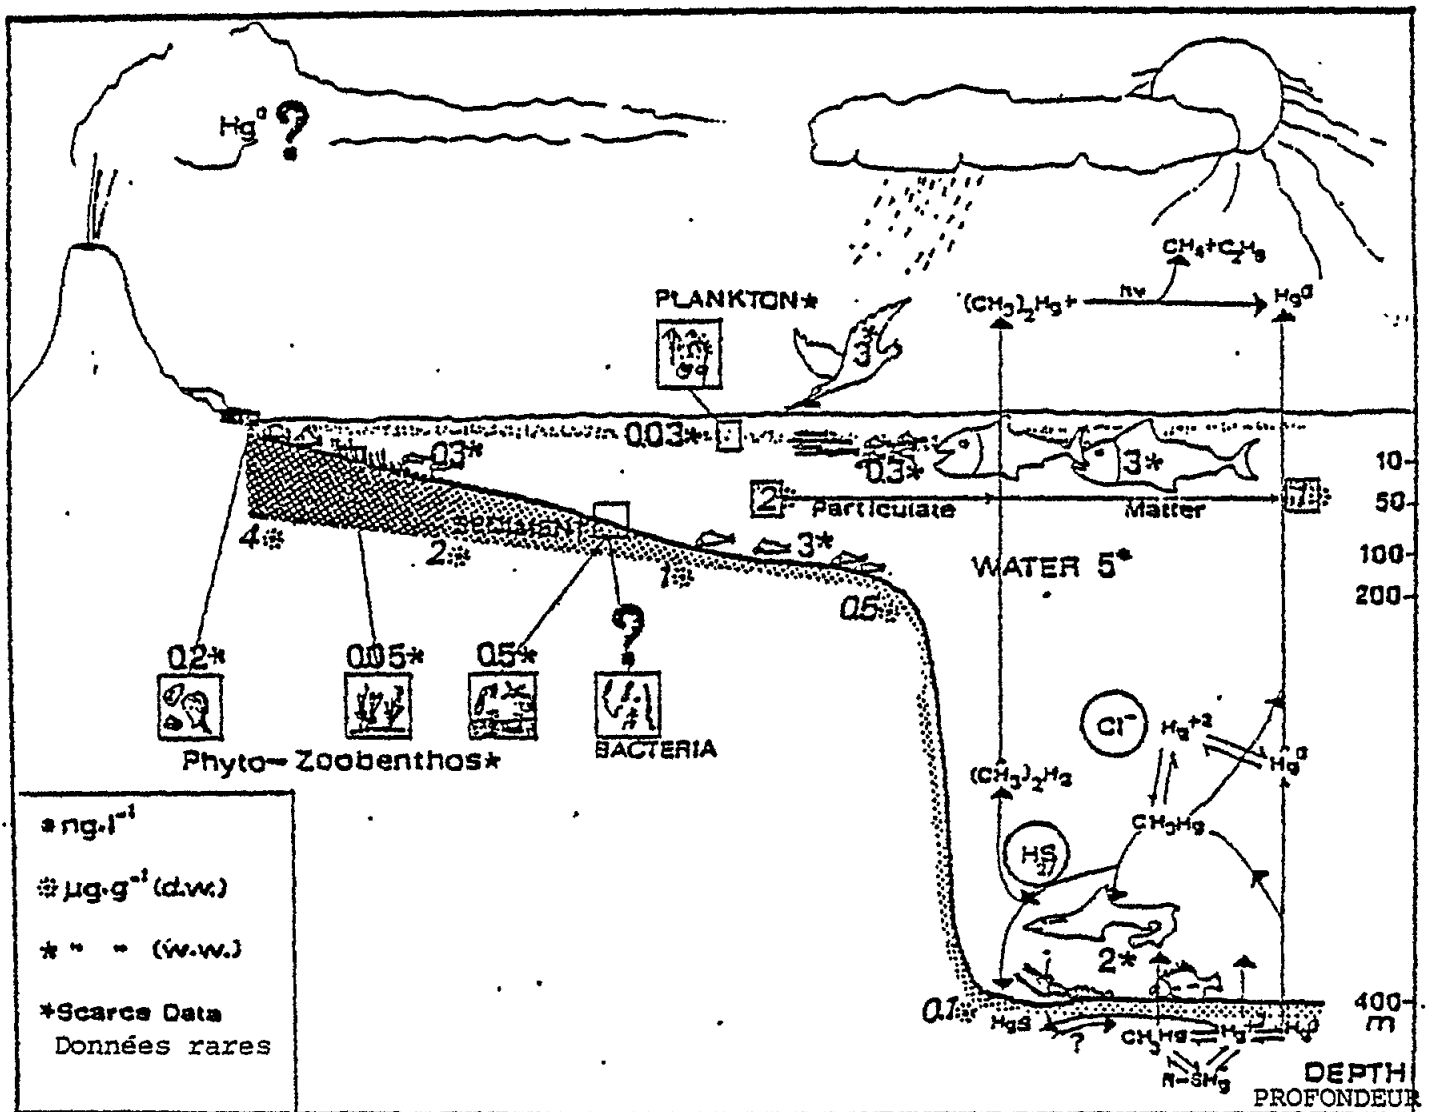 Hg⁰ ?
CH₄+C₂H₆
PLANKTON*
(CH₃)₂Hg+
hν
Hg⁰
3*
0.03*
0.3*
0.3*
3*
10
2
Particulate
Matter
50
SEDIMENT
4
2
1
3*
WATER 5
100
200
0.5
0.2*
0.05*
0.5*
?
Phyto-Zoobenthos*
BACTERIA
Cl⁻
Hg⁺²
Hg⁰
(CH₃)₂Hg
CH₃Hg
2*
0.1
400
m
HgS
?
CH₃Hg
Hg⁰
DEPTH
PROFONDEUR
• ng.l⁻¹
µg.g⁻¹ (d.w.)
* " " (w.w.)
*Scarce Data
Données rares